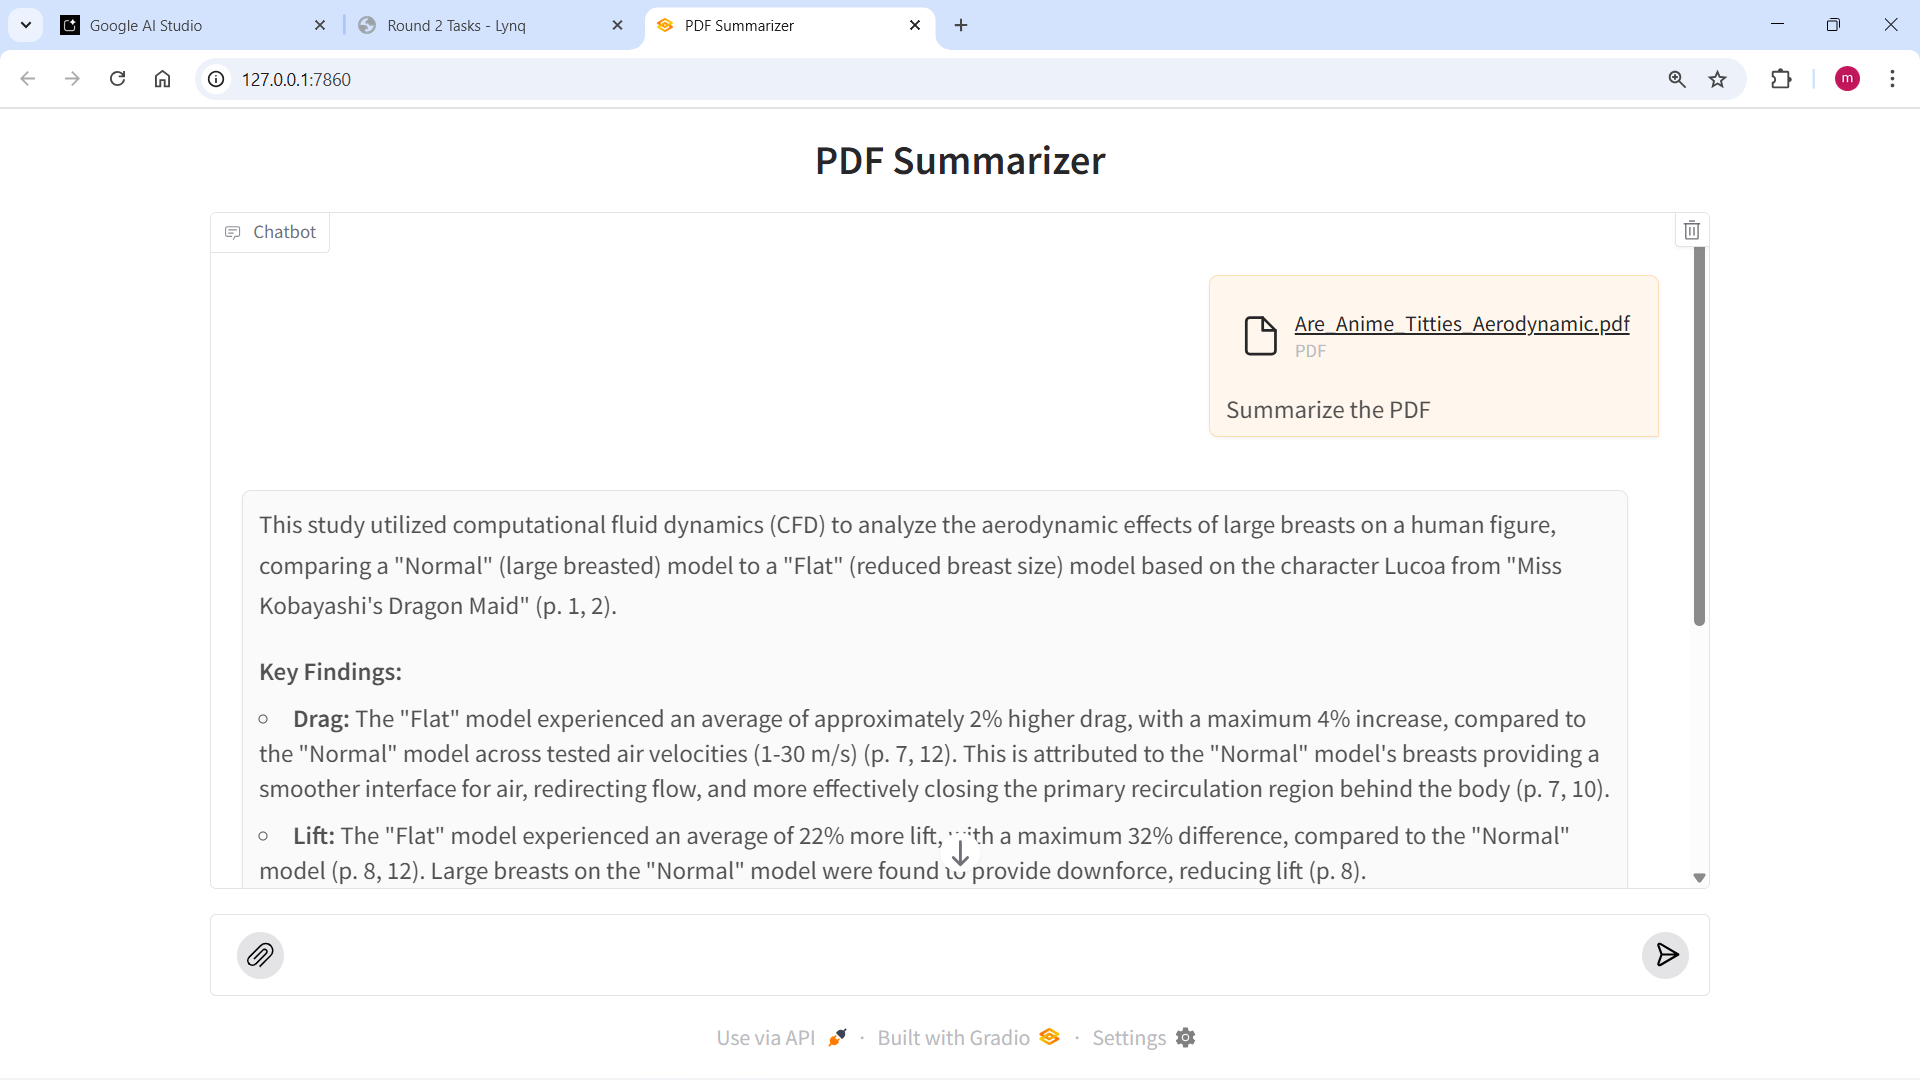 Google AI Studio
Round 2 Tasks - Lynq
PDF Summarizer
127.0.0.1:7860
m
PDF Summarizer
Chatbot
Are_Anime_Titties_Aerodynamic.pdf
PDF
Summarize the PDF
This study utilized computational fluid dynamics (CFD) to analyze the aerodynamic effects of large breasts on a human figure,
comparing a "Normal" (large breasted) model to a "Flat" (reduced breast size) model based on the character Lucoa from "Miss
Kobayashi's Dragon Maid" (p. 1, 2).
Key Findings:
Drag: The "Flat" model experienced an average of approximately 2% higher drag, with a maximum 4% increase, compared to
the "Normal" model across tested air velocities (1-30 m/s) (p. 7, 12). This is attributed to the "Normal" model's breasts providing a
smoother interface for air, redirecting flow, and more effectively closing the primary recirculation region behind the body (p. 7, 10).
Lift: The "Flat" model experienced an average of 22% more lift, with a maximum 32% difference, compared to the "Normal"
model (p. 8, 12). Large breasts on the "Normal" model were found to provide downforce, reducing lift (p. 8).
Use via API · Built with Gradio · Settings